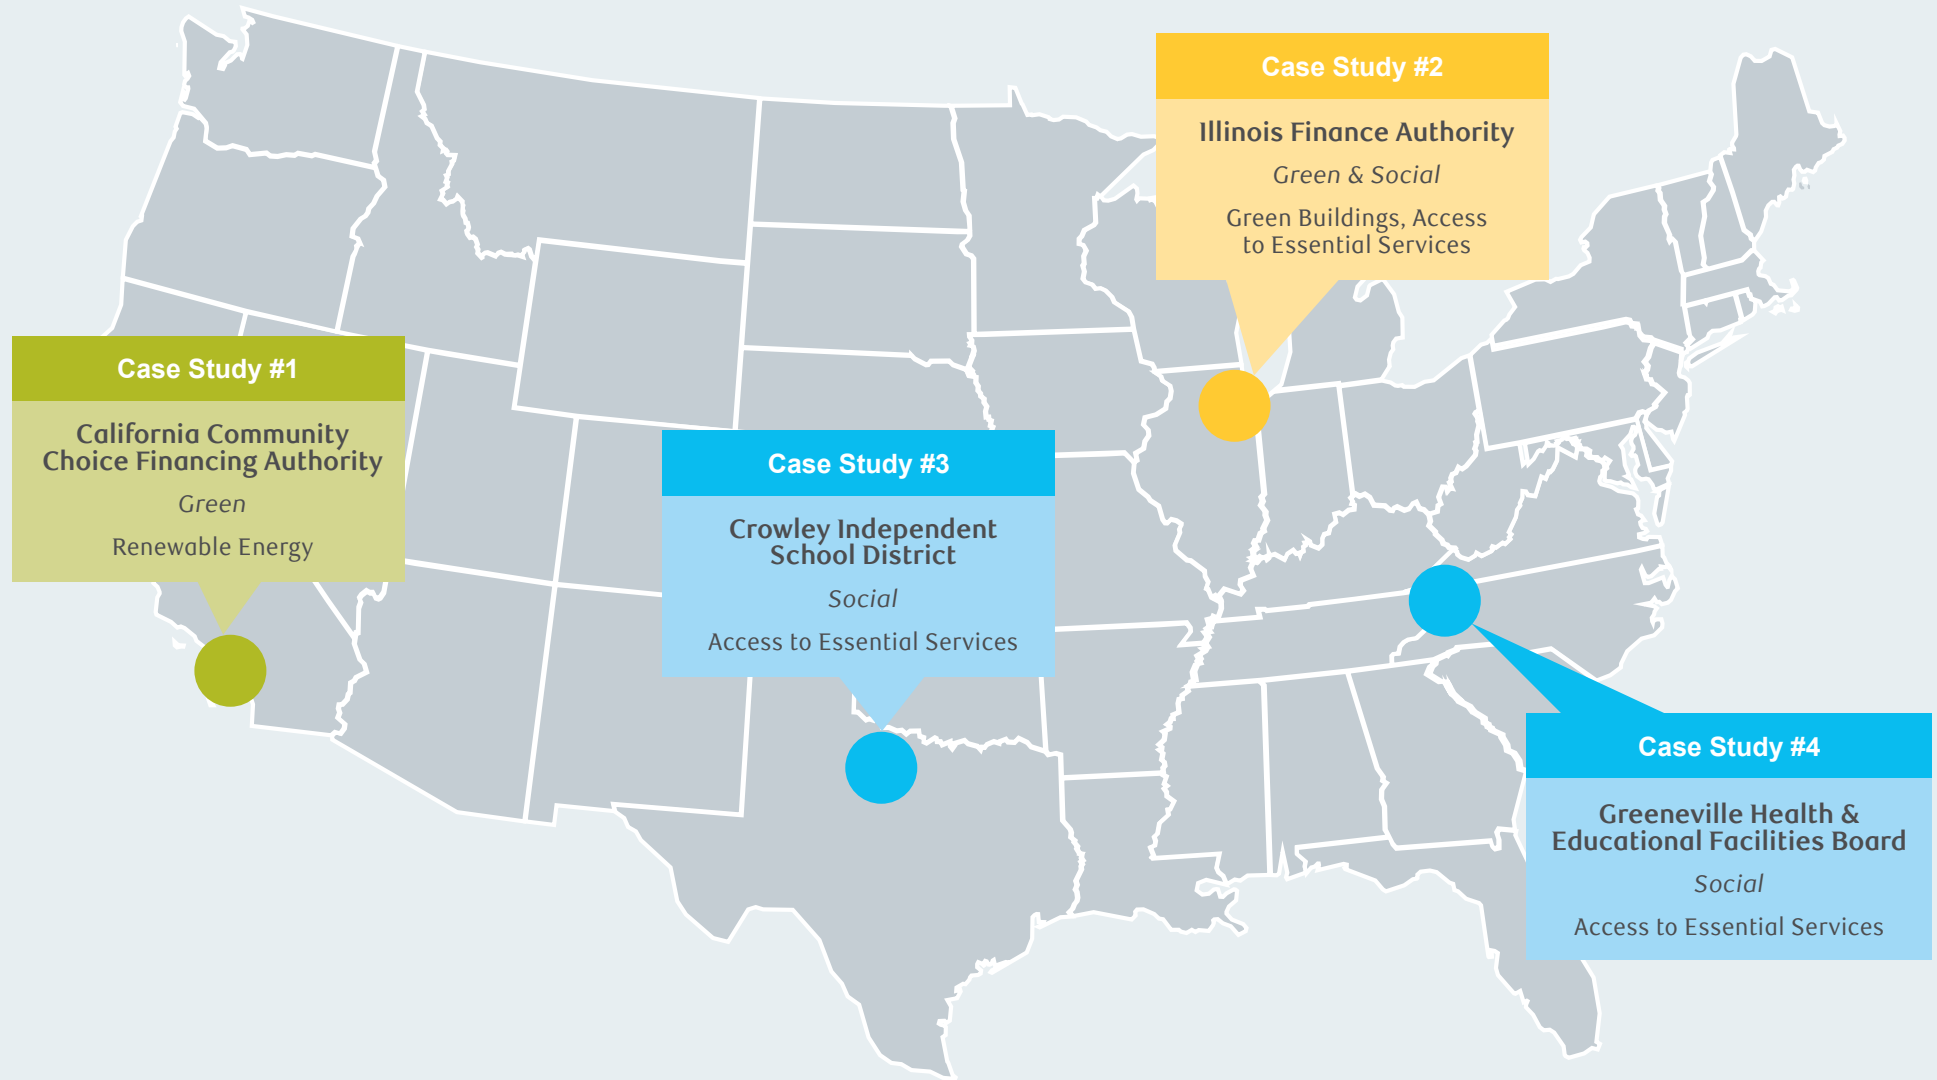 Case Study #1
California Community
Choice Financing Authority
Green
Renewable Energy
Case Study #2
Illinois Finance Authority
Green & Social
Green Buildings, Access
to Essential Services
Case Study #3
Crowley Independent
School District
Social
Access to Essential Services
Case Study #4
Greeneville Health &
Educational Facilities Board
Social
Access to Essential Services